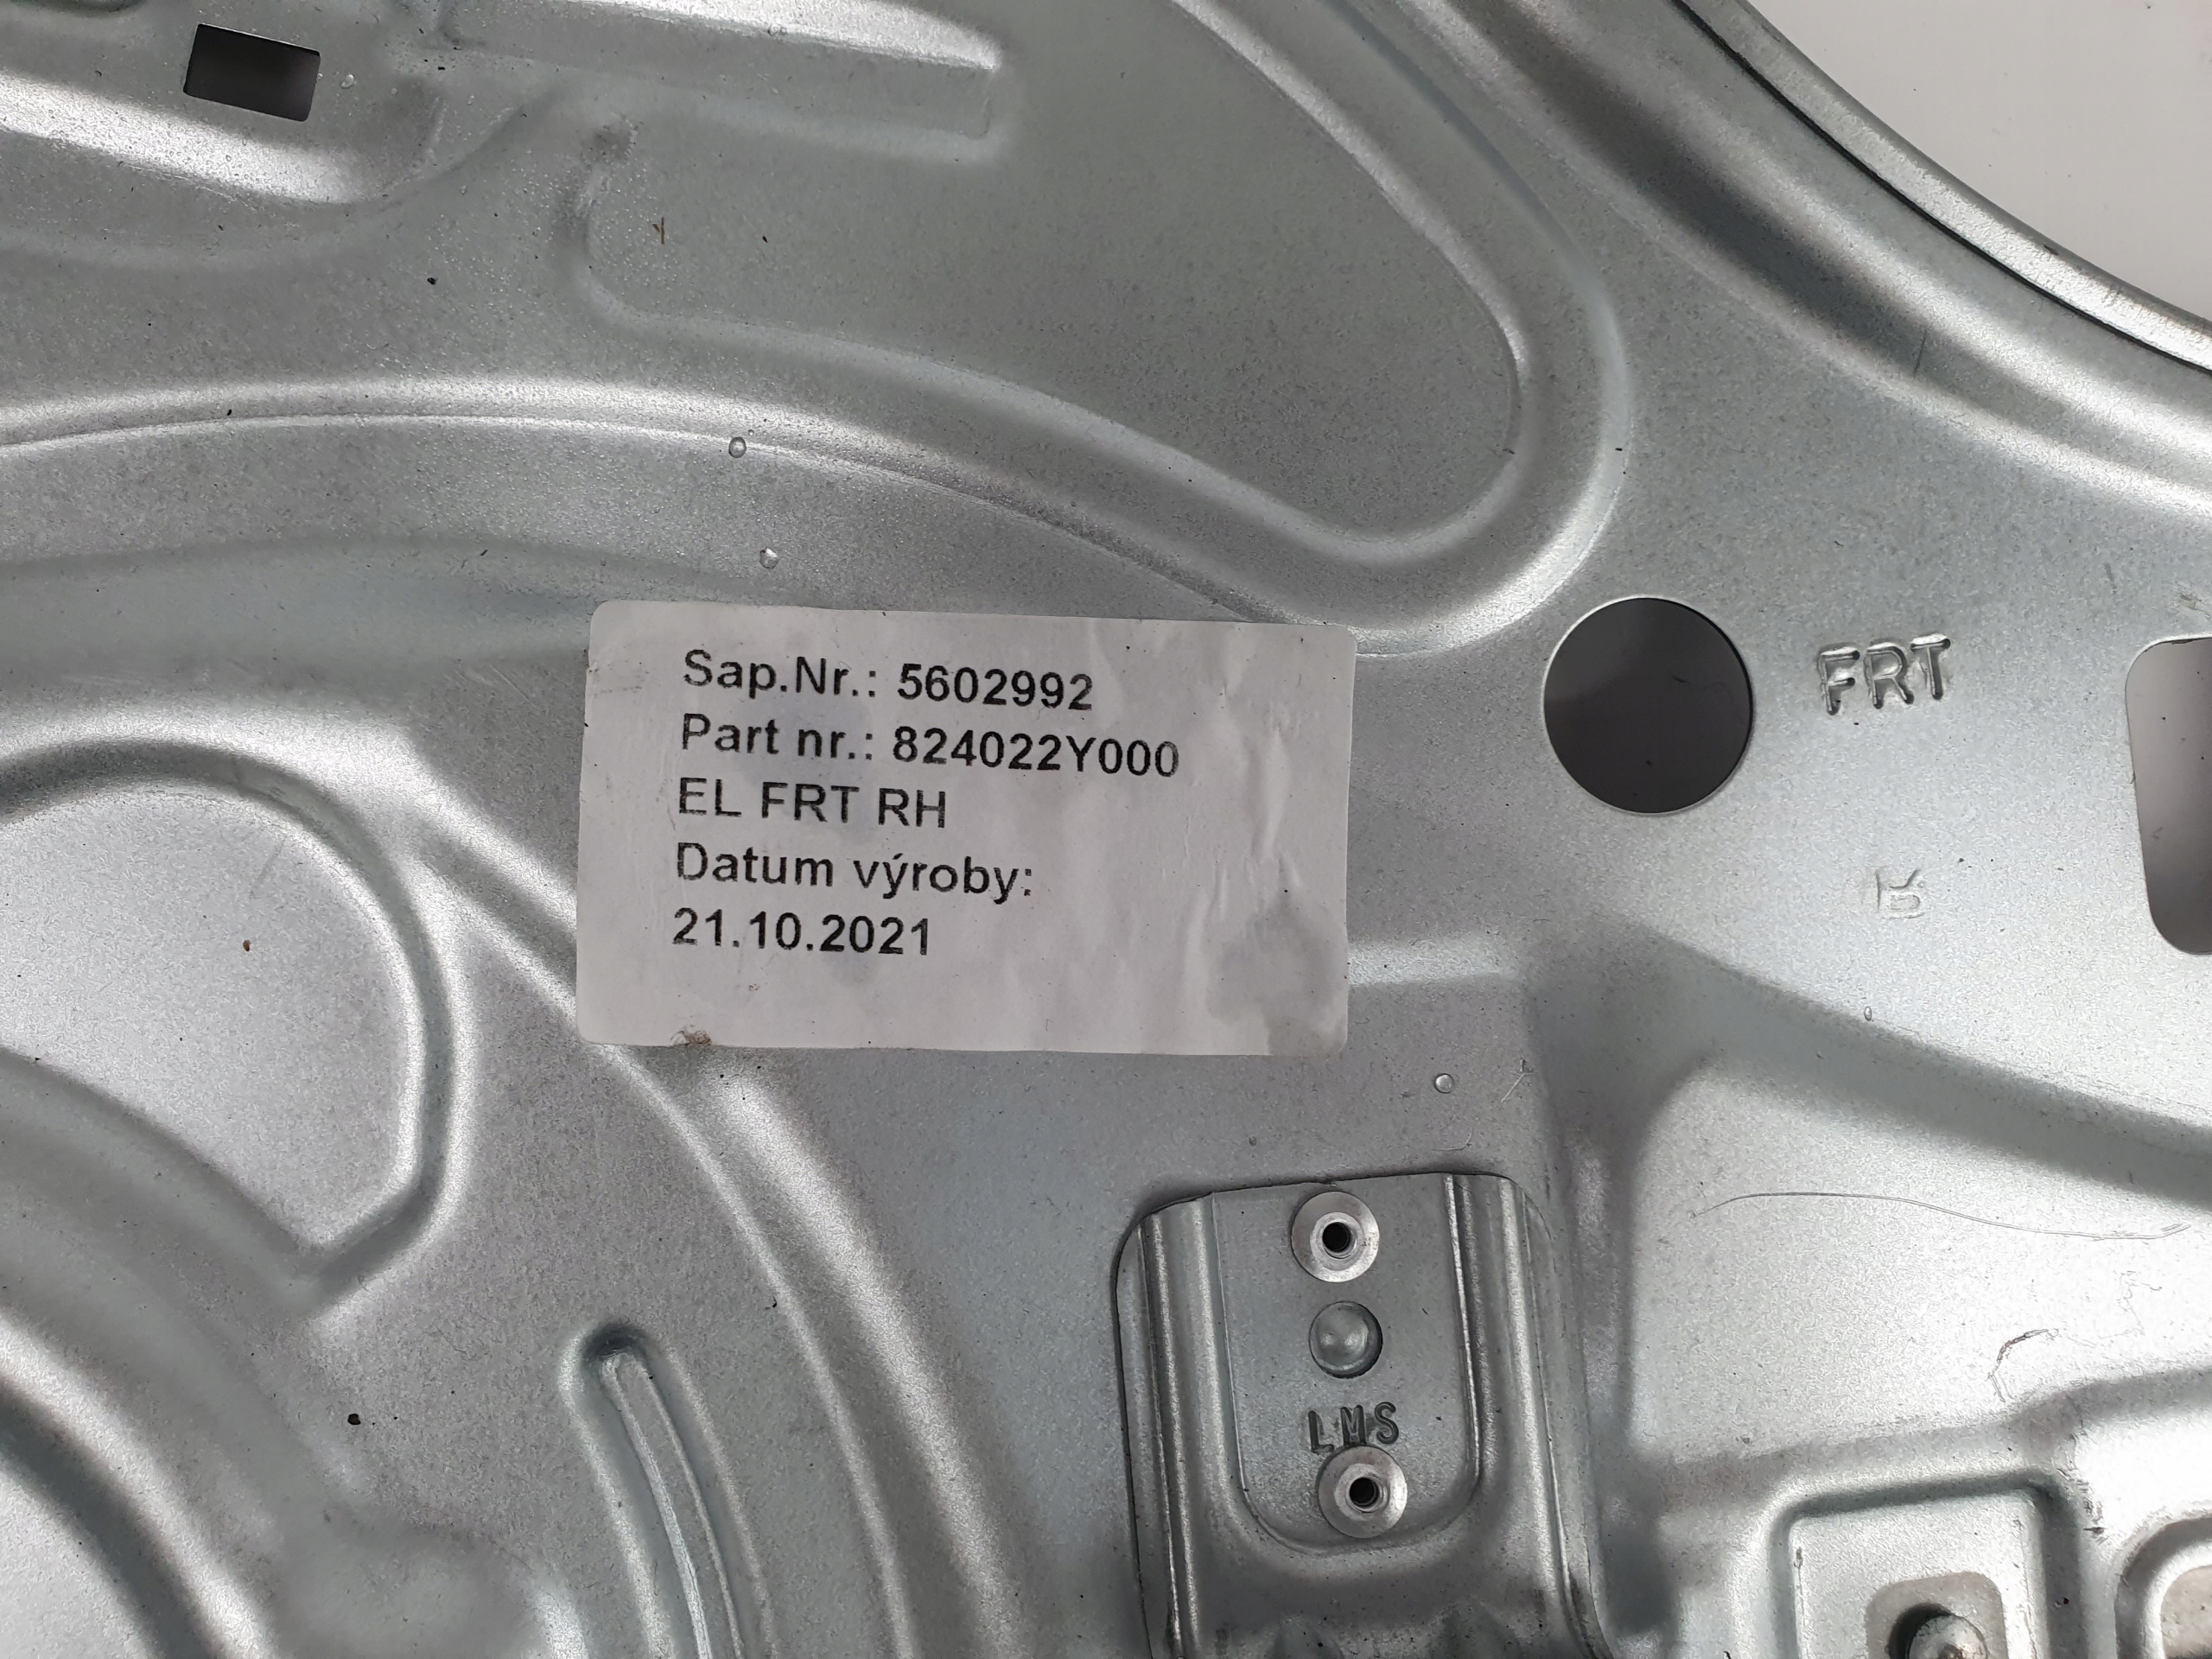 Sap.Nr.: 5602992
Part nr.: 824022Y000
EL FRT RH
Datum výroby:
21.10.2021
FRT
R
LMS